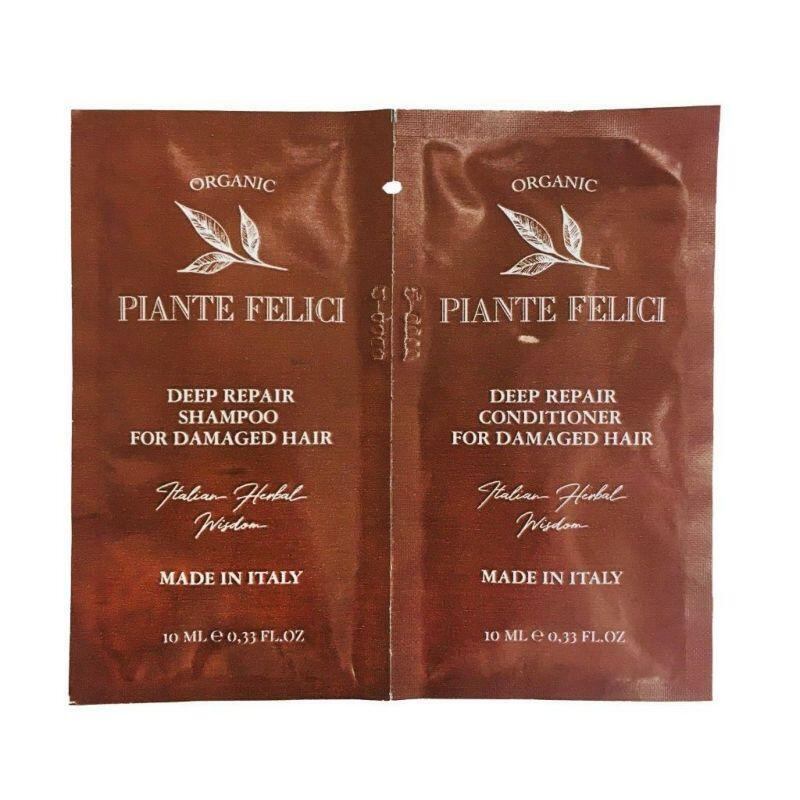 ORGANIC
PIANTE FELICI
DEEP REPAIR
SHAMPOO
FOR DAMAGED HAIR
Italian Herbal
Wisdom
MADE IN ITALY
10 ML e 0,33 FL.OZ
ORGANIC
PIANTE FELICI
DEEP REPAIR
CONDITIONER
FOR DAMAGED HAIR
Italian Herbal
Wisdom
MADE IN ITALY
10 ML e 0,33 FL.OZ